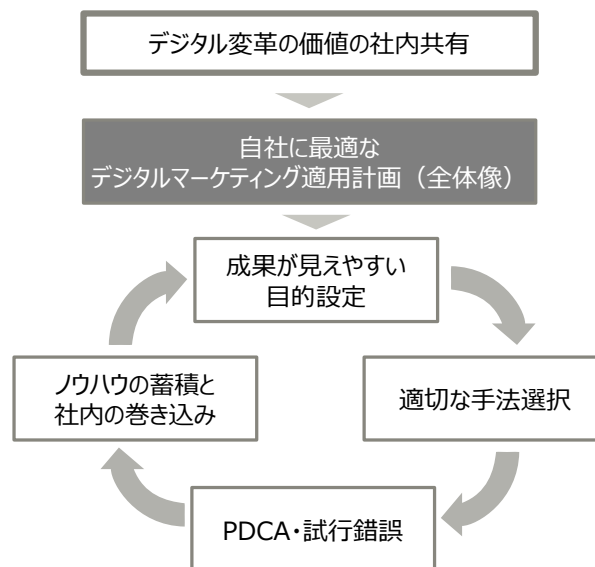 デジタル変革の価値の社内共有
自社に最適な
デジタルマーケティング適用計画（全体像）
成果が見えやすい
目的設定
ノウハウの蓄積と
社内の巻き込み
適切な手法選択
PDCA・試行錯誤